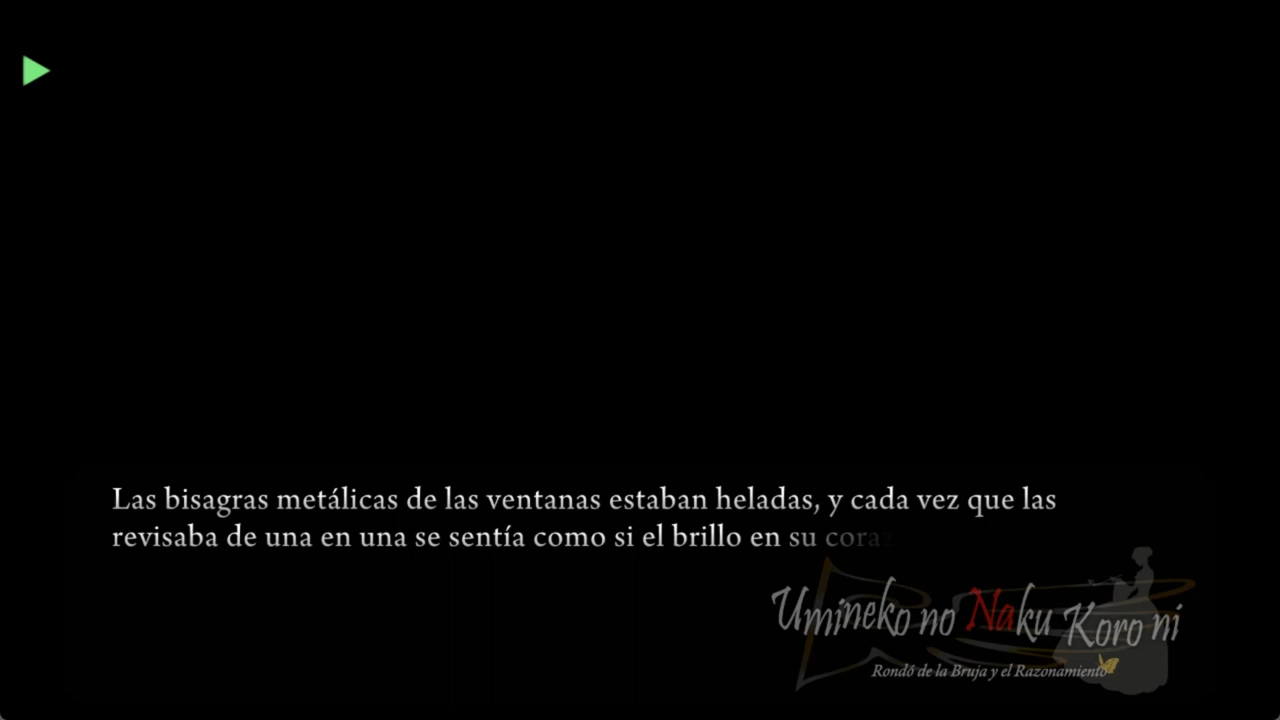 Las bisagras metálicas de las ventanas estaban heladas, y cada vez que las
revisaba de una en una se sentía como si el brillo en su coraz
Umineko no Naku Koro ni
Rondó de la Bruja y el Razonamiento